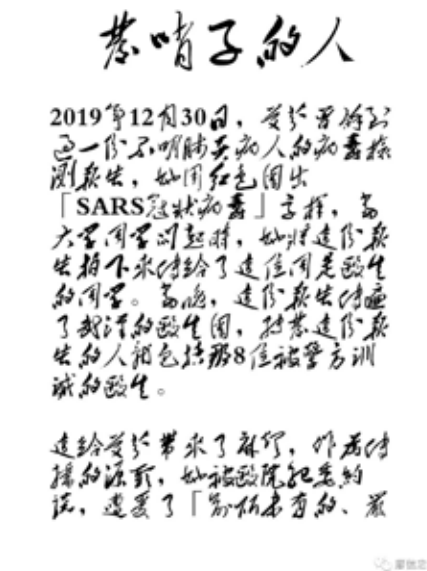 发哨子的人
2019年12月30日,艾芬曾经收到
过一份不明肺炎病人的病毒检
测报告,她用红色圈出
「SARS冠状病毒」字样,当
大学同学问起时,她将这份报
告拍下来传给了这位同是医生
的同学。当晚,这份报告传遍
了武汉的医生圈,转发这份报
告的人就包括那8位被警方训
诫的医生。
这给艾芬带来了麻烦,作为传
播的源头,她被医院纪委约
谈,遭受了「前所未有的、严